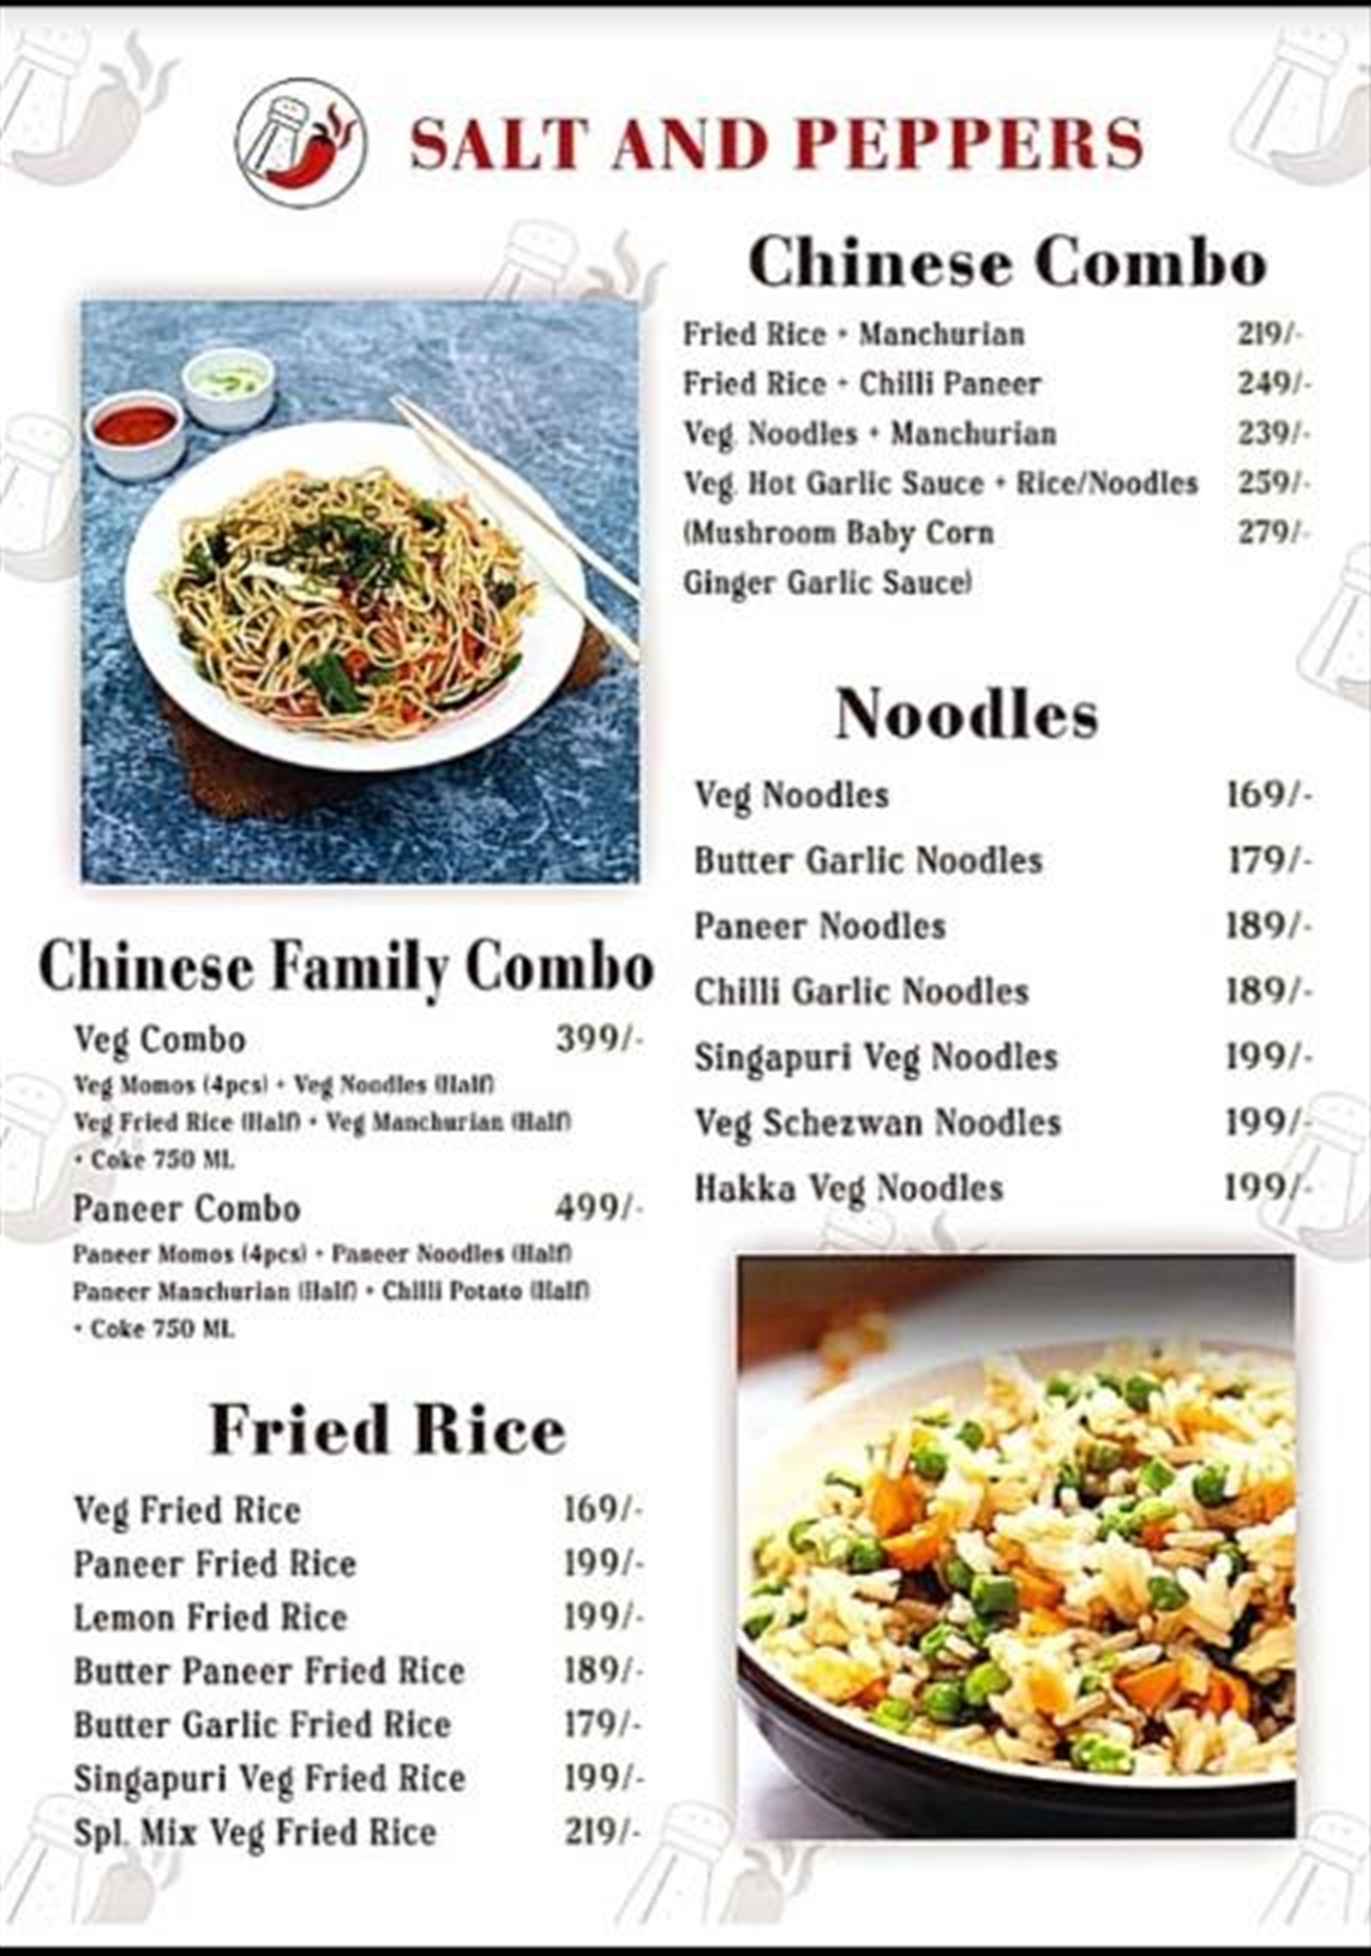 SALT AND PEPPERS
Chinese Combo
Fried Rice + Manchurian 219/-
Fried Rice + Chilli Paneer 249/-
Veg. Noodles + Manchurian 239/-
Veg. Hot Garlic Sauce + Rice/Noodles 259/-
(Mushroom Baby Corn 279/-
Ginger Garlic Sauce)
Noodles
Veg Noodles 169/-
Butter Garlic Noodles 179/-
Paneer Noodles 189/-
Chilli Garlic Noodles 189/-
Singapuri Veg Noodles 199/-
Veg Schezwan Noodles 199/-
Hakka Veg Noodles 199/-
Chinese Family Combo
Veg Combo 399/-
Veg Momos (4pcs) + Veg Noodles (Half)
Veg Fried Rice (Half) + Veg Manchurian (Half)
+ Coke 750 ML
Paneer Combo 499/-
Paneer Momos (4pcs) + Paneer Noodles (Half)
Paneer Manchurian (Half) + Chilli Potato (Half)
+ Coke 750 ML
Fried Rice
Veg Fried Rice 169/-
Paneer Fried Rice 199/-
Lemon Fried Rice 199/-
Butter Paneer Fried Rice 189/-
Butter Garlic Fried Rice 179/-
Singapuri Veg Fried Rice 199/-
Spl. Mix Veg Fried Rice 219/-